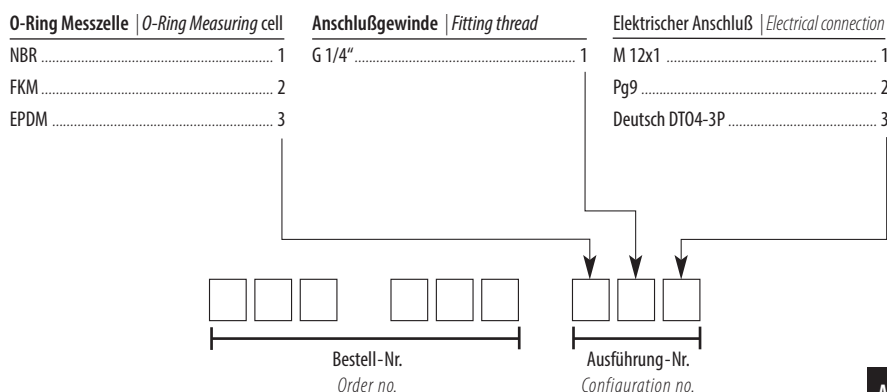 O-Ring Messzelle | O-Ring Measuring cell
NBR 1
FKM 2
EPDM 3
Anschlußgewinde | Fitting thread
G 1/4“ 1
Elektrischer Anschluß | Electrical connection
M 12x1 1
Pg9 2
Deutsch DT04-3P 3
Bestell-Nr.
Order no.
Ausführung-Nr.
Configuration no.